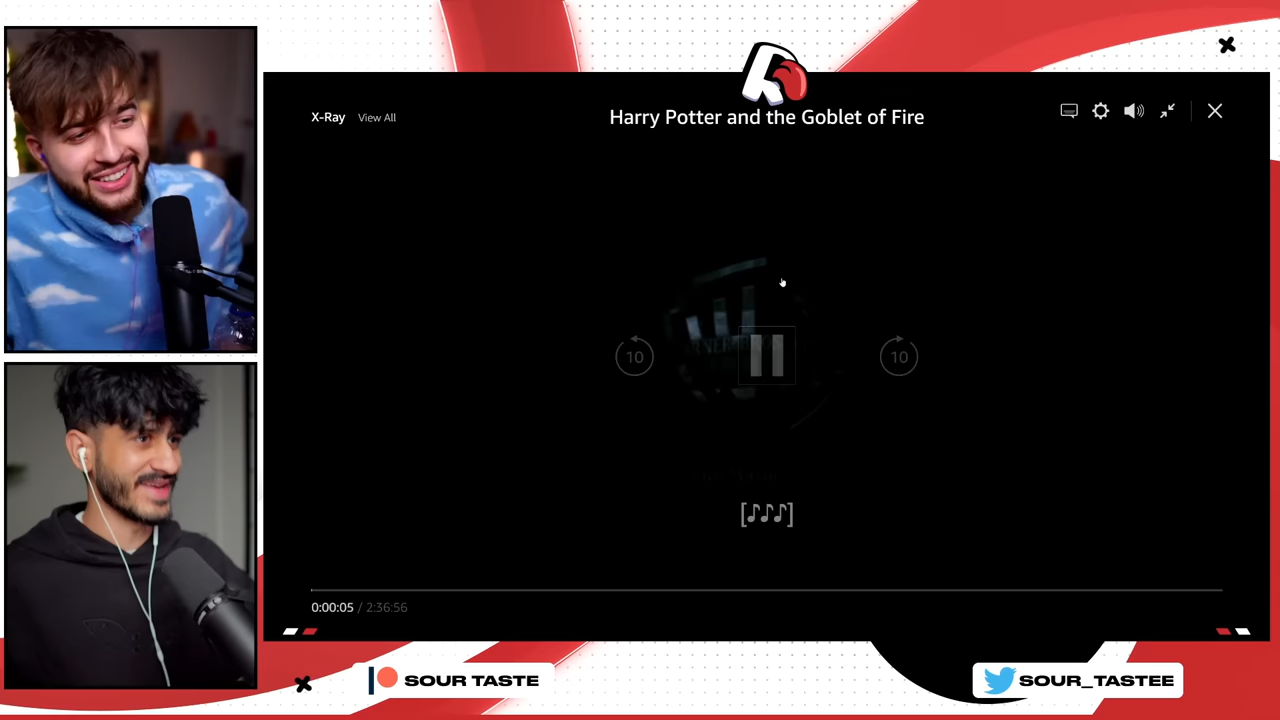 X-Ray View All
Harry Potter and the Goblet of Fire
10
10
[♪♪♪]
0:00:05 / 2:36:56
SOUR TASTE
SOUR_TASTEE